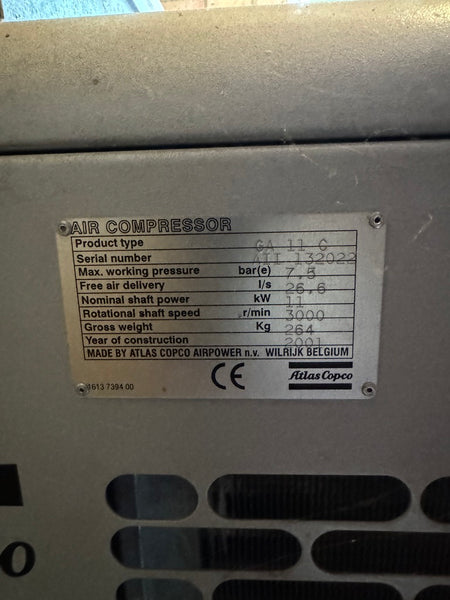 AIR COMPRESSOR
Product type GA 11 C
Serial number AII 132022
Max. working pressure bar(e) 7,5
Free air delivery l/s 26,6
Nominal shaft power kW 11
Rotational shaft speed r/min 3000
Gross weight Kg 264
Year of construction 2001
MADE BY ATLAS COPCO AIRPOWER n.v. WILRIJK BELGIUM
CE Atlas Copco
1613 7394 00
o